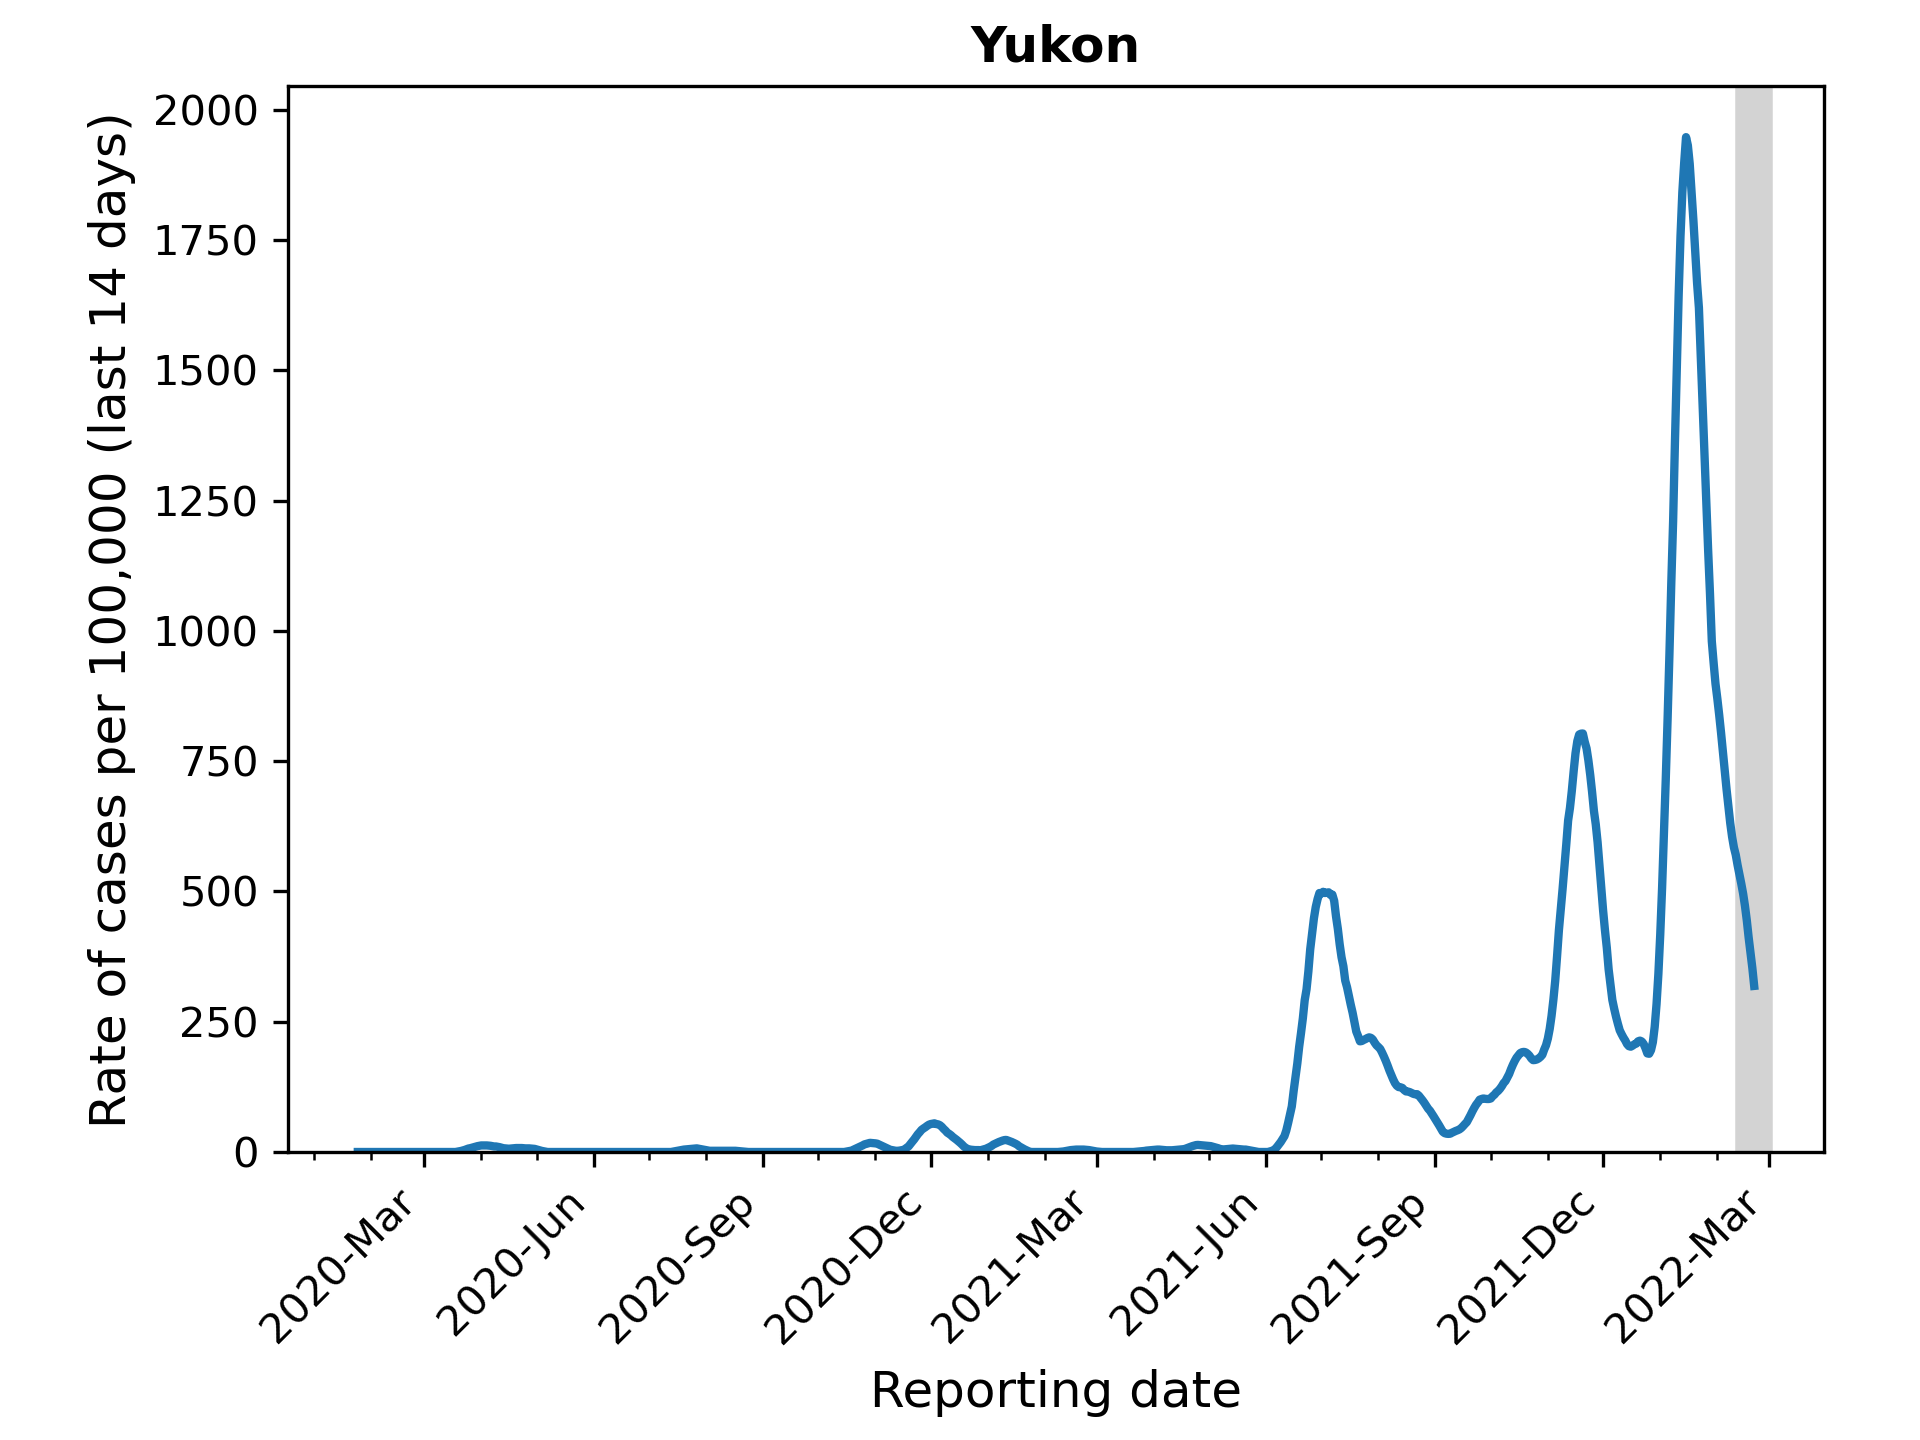 Yukon
Rate of cases per 100,000 (last 14 days)
2000
1750
1500
1250
1000
750
500
250
0
2020-Mar
2020-Jun
2020-Sep
2020-Dec
2021-Mar
2021-Jun
2021-Sep
2021-Dec
2022-Mar
Reporting date